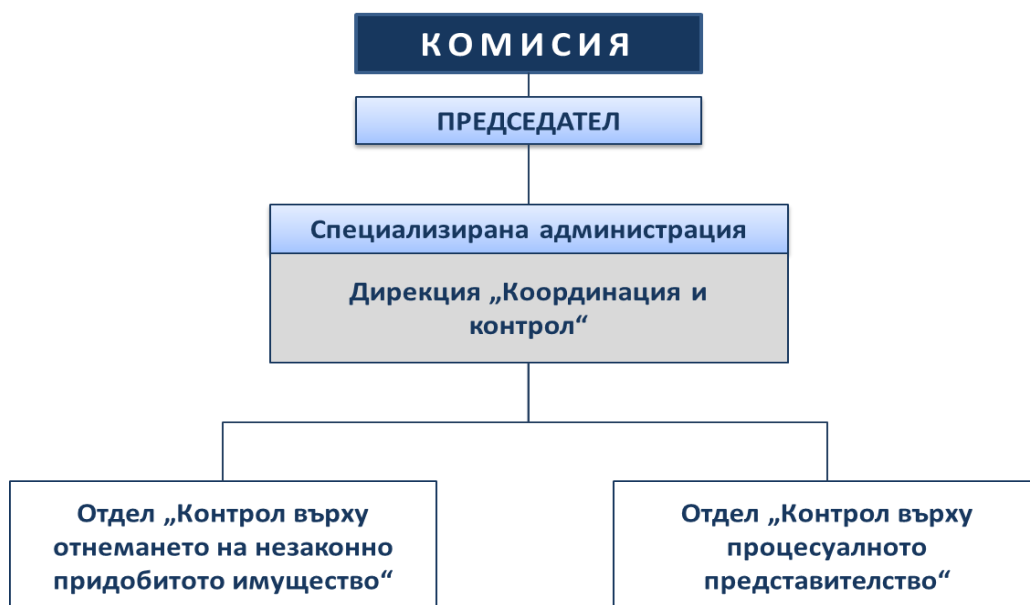 КОМИСИЯ
ПРЕДСЕДАТЕЛ
Специализирана администрация
Дирекция „Координация и
контрол“
Отдел „Контрол върху
отнемането на незаконно
придобитото имущество“
Отдел „Контрол върху
процесуалното
представителство“